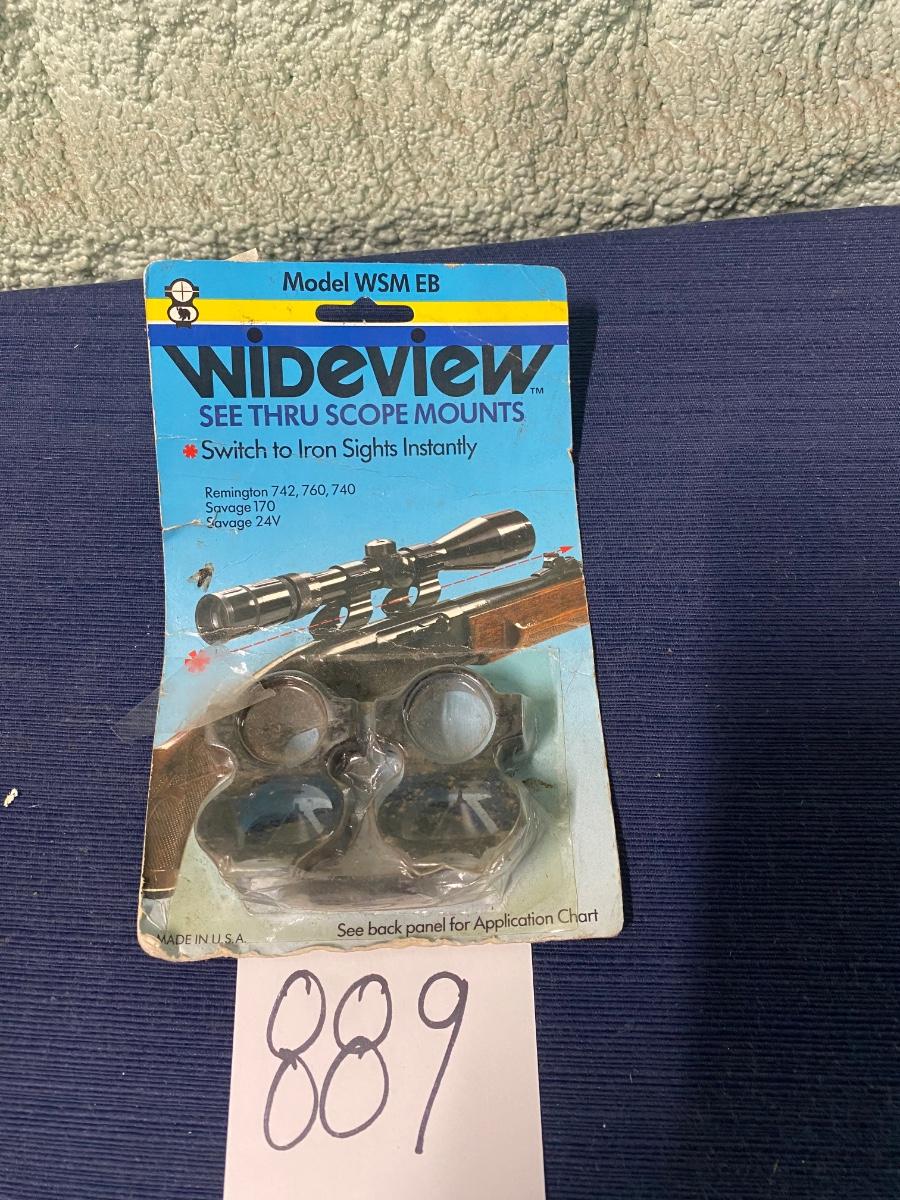 Model WSM EB
WiDeView™
SEE THRU SCOPE MOUNTS
Switch to Iron Sights Instantly
Remington 742, 760, 740
Savage 170
Savage 24V
See back panel for Application Chart
MADE IN U.S.A.
889